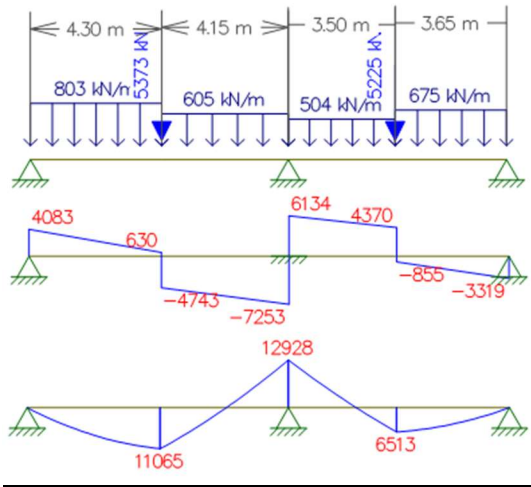 4.30 m
4.15 m
3.50 m
3.65 m
803 kN/m
5373 kN
605 kN/m
504 kN/m
5225 kN
675 kN/m
4083
630
-4743
-7253
6134
4370
-855
-3319
12928
11065
6513